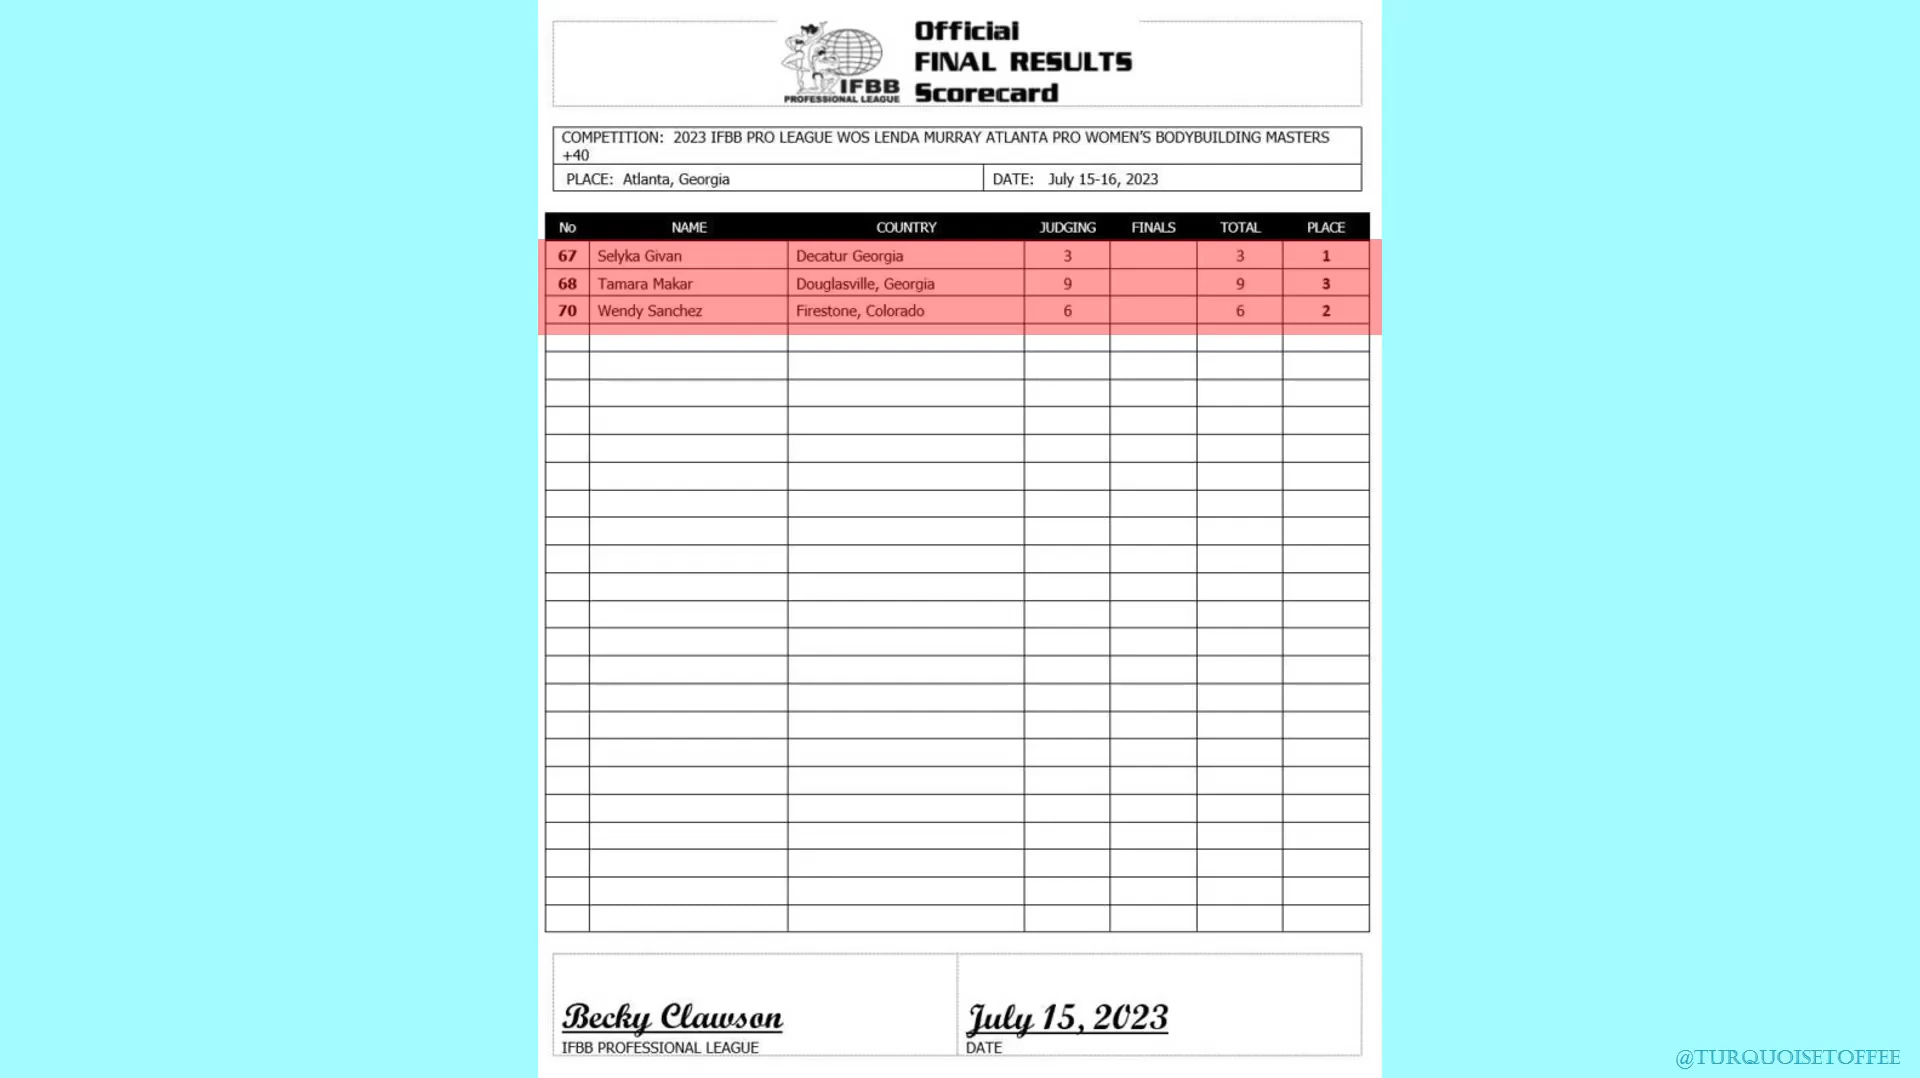 Official
FINAL RESULTS
Scorecard
IFBB
PROFESSIONAL LEAGUE
COMPETITION: 2023 IFBB PRO LEAGUE WOS LENDA MURRAY ATLANTA PRO WOMEN'S BODYBUILDING MASTERS
+40
PLACE: Atlanta, Georgia DATE: July 15-16, 2023
No NAME COUNTRY JUDGING FINALS TOTAL PLACE
67 Selyka Givan Decatur Georgia 3 3 1
68 Tamara Makar Douglasville, Georgia 9 9 3
70 Wendy Sanchez Firestone, Colorado 6 6 2
Becky Clawson July 15, 2023
IFBB PROFESSIONAL LEAGUE DATE
@TURQUOISETOFFEE